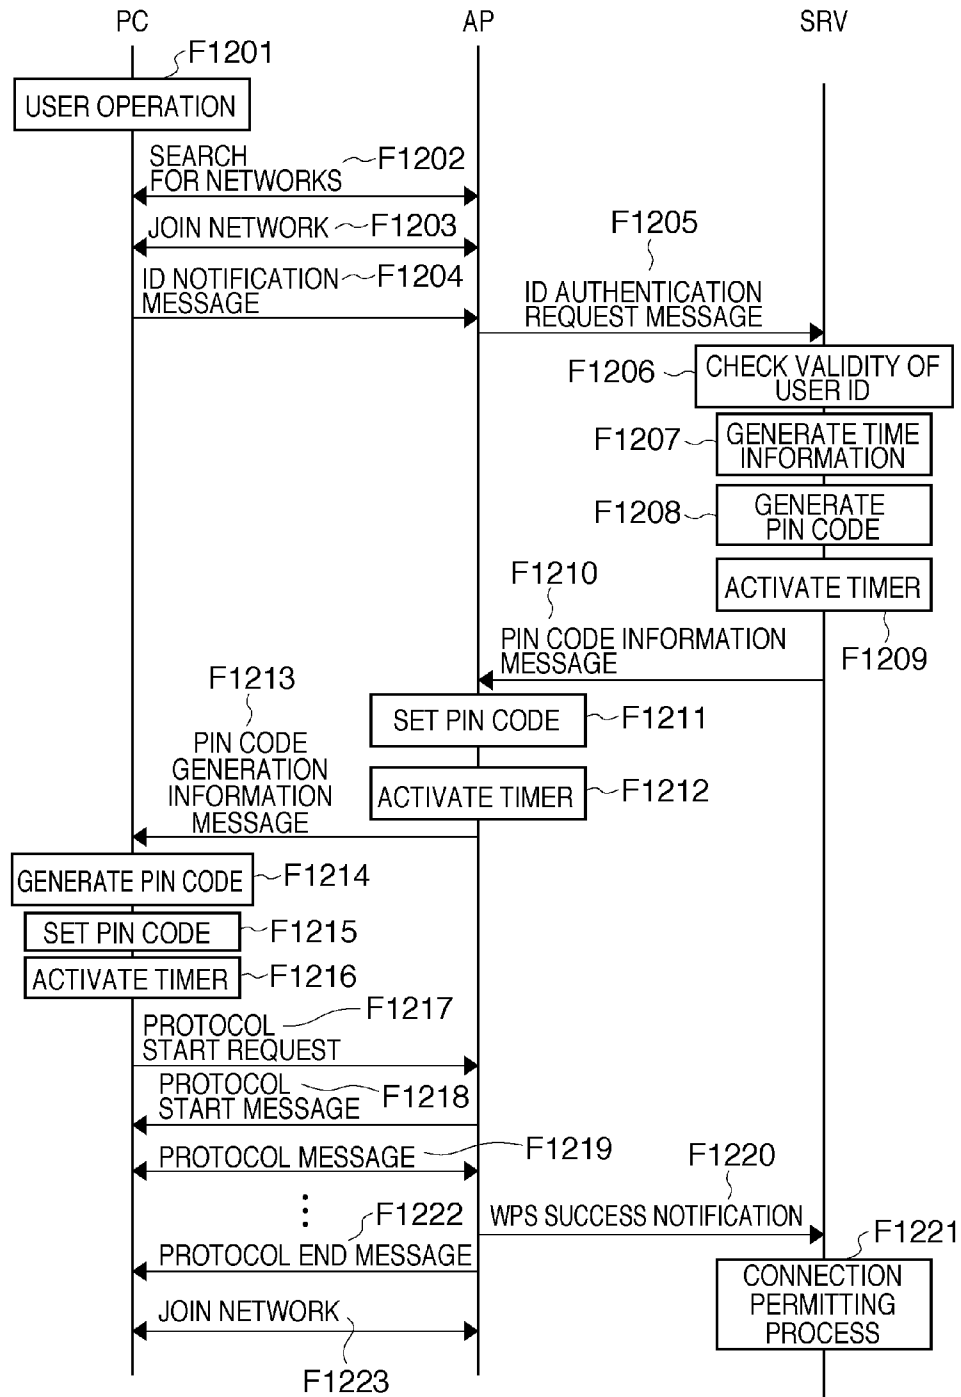 PC
AP
SRV
F1201
USER OPERATION
SEARCH
FOR NETWORKS
F1202
JOIN NETWORK
F1203
F1205
ID NOTIFICATION
MESSAGE
F1204
ID AUTHENTICATION
REQUEST MESSAGE
F1206
CHECK VALIDITY OF
USER ID
F1207
GENERATE TIME
INFORMATION
F1208
GENERATE
PIN CODE
F1210
ACTIVATE TIMER
F1209
PIN CODE INFORMATION
MESSAGE
F1213
SET PIN CODE
F1211
PIN CODE
GENERATION
INFORMATION
MESSAGE
ACTIVATE TIMER
F1212
GENERATE PIN CODE
F1214
SET PIN CODE
F1215
ACTIVATE TIMER
F1216
F1217
PROTOCOL
START REQUEST
PROTOCOL
START MESSAGE
F1218
PROTOCOL MESSAGE
F1219
F1220
F1222
WPS SUCCESS NOTIFICATION
F1221
PROTOCOL END MESSAGE
CONNECTION
PERMITTING
PROCESS
JOIN NETWORK
F1223